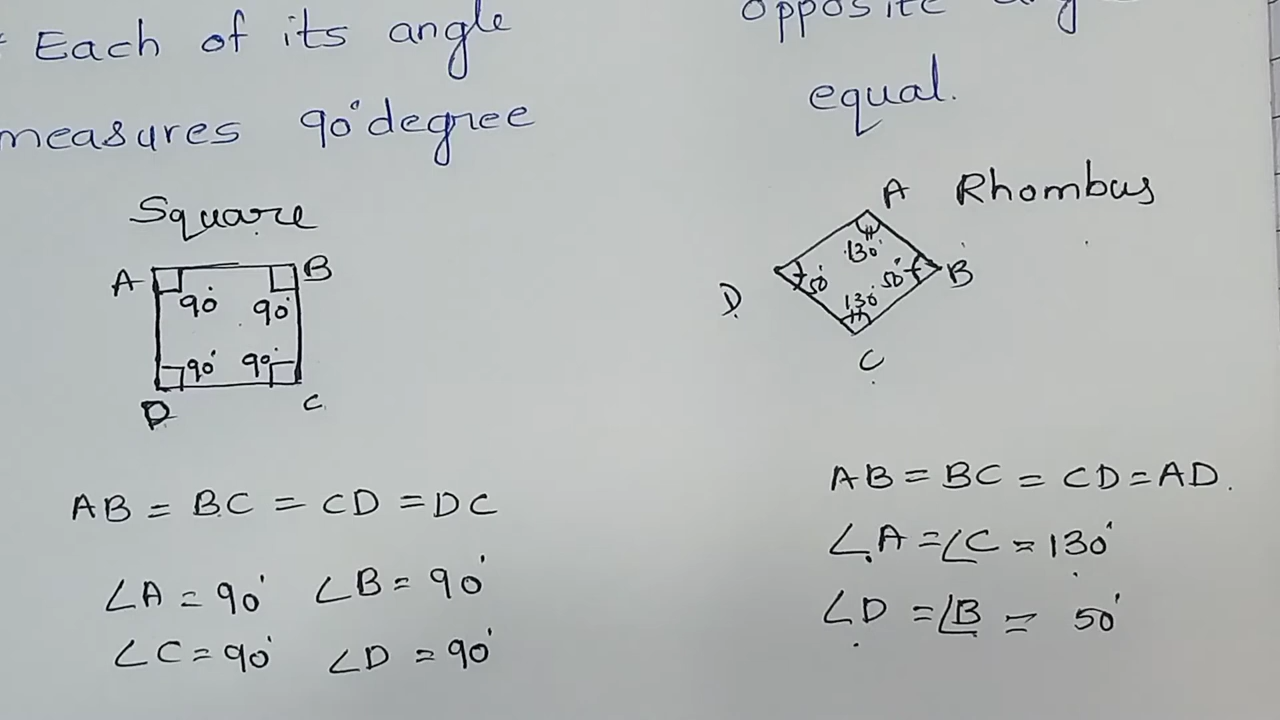 Each of its angle
measures 90° degree
Square
A B
90° 90°
90° 90°
D C
AB = BC = CD = DC
∠A = 90° ∠B = 90°
∠C = 90° ∠D = 90°
opposite
equal.
A Rhombus
130°
D 50° 50° B
130°
C
AB = BC = CD = AD.
∠A = ∠C = 130°
∠D = ∠B = 50°